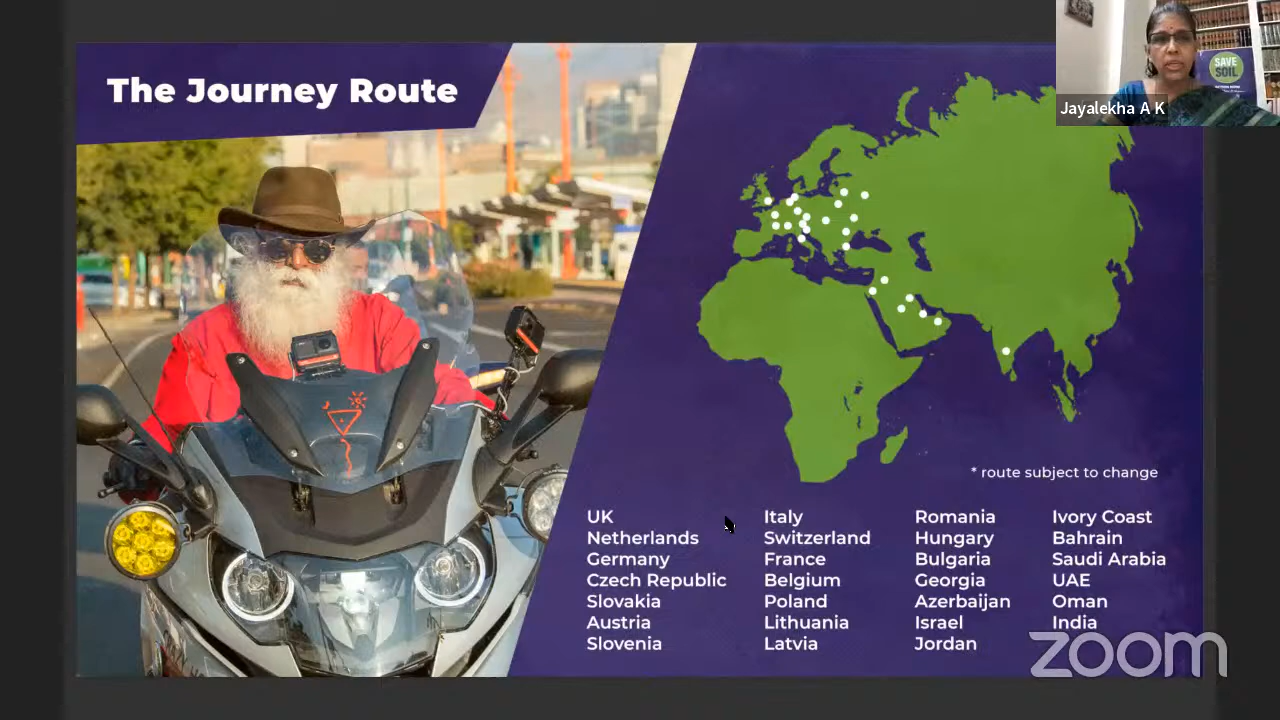 The Journey Route
SAVE
SOIL
Jayalekha A K
* route subject to change
UK
Netherlands
Germany
Czech Republic
Slovakia
Austria
Slovenia
Italy
Switzerland
France
Belgium
Poland
Lithuania
Latvia
Romania
Hungary
Bulgaria
Georgia
Azerbaijan
Israel
Jordan
Ivory Coast
Bahrain
Saudi Arabia
UAE
Oman
India
zoom